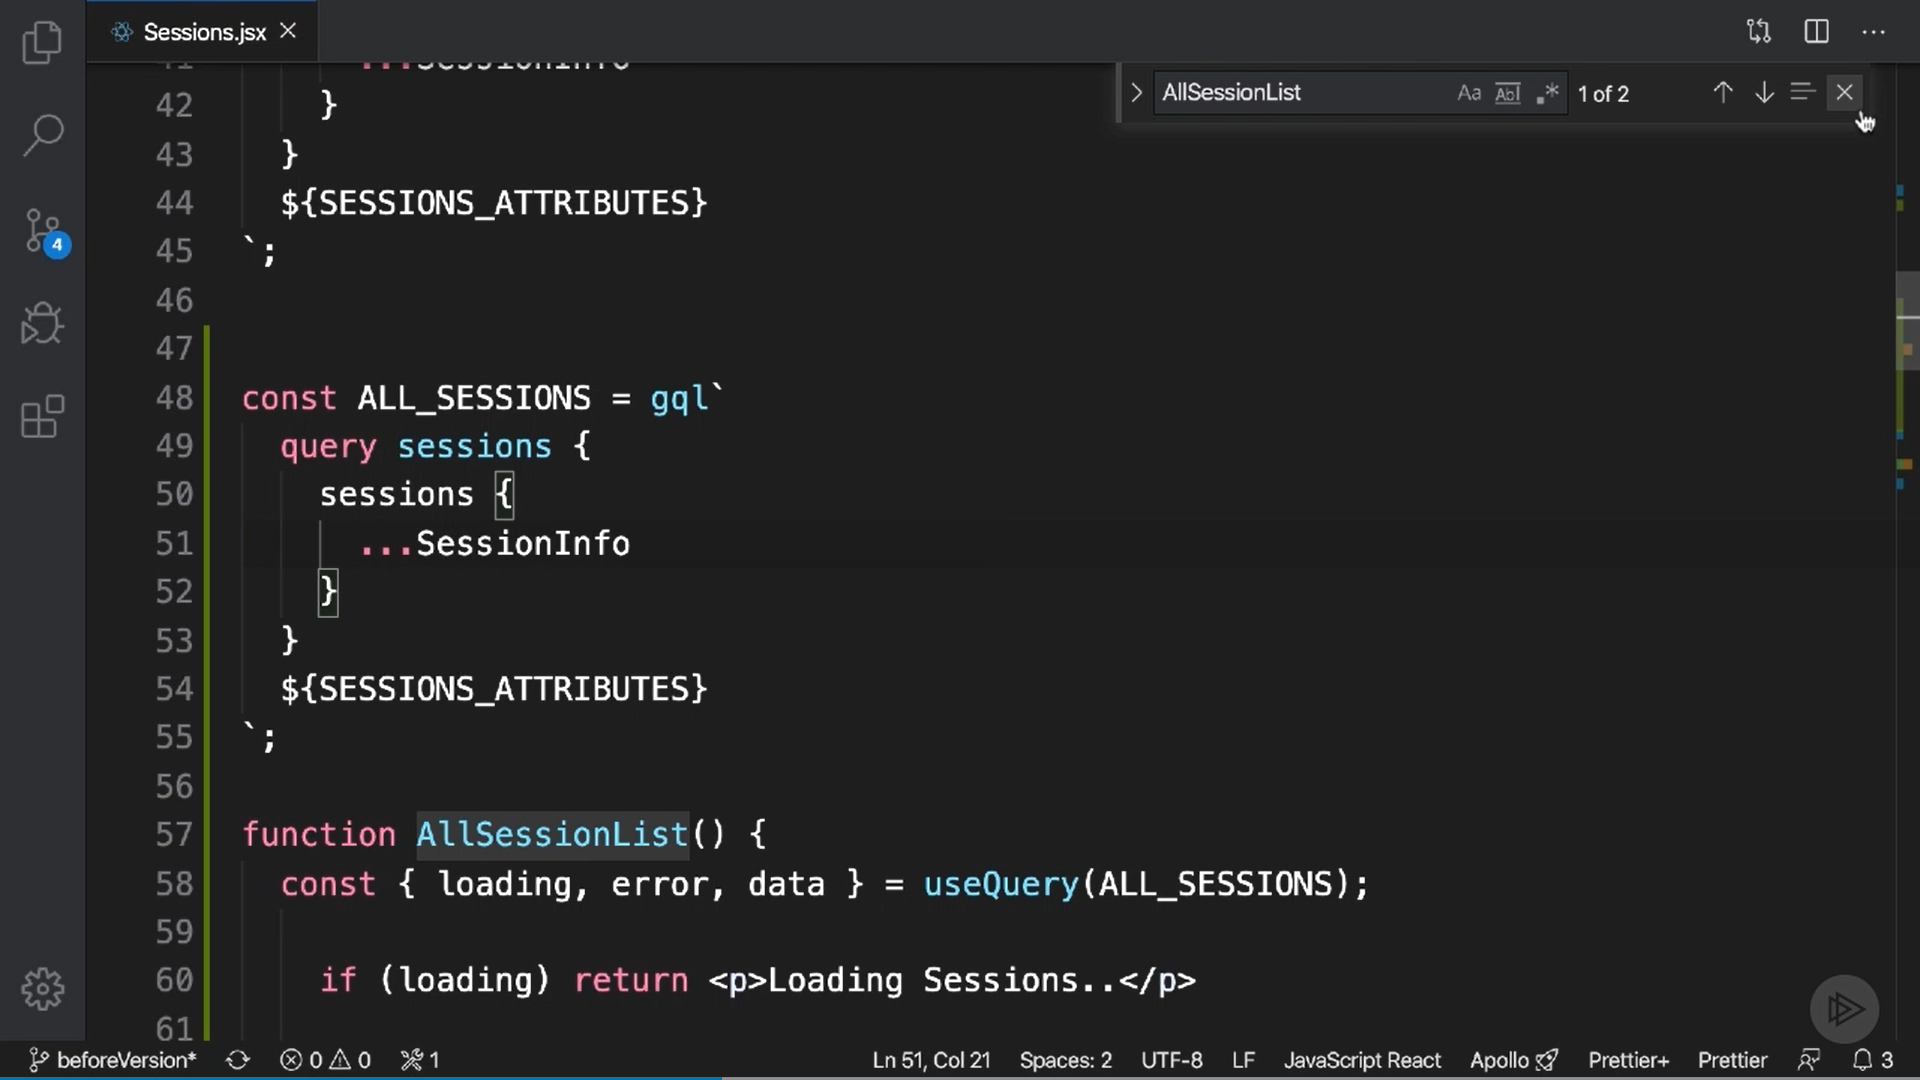 Sessions.jsx
AllSessionList Aa Abl .* 1 of 2
41 ...SessionInfo
42 }
43 }
44 ${SESSIONS_ATTRIBUTES}
45 `;
46
47
48 const ALL_SESSIONS = gql`
49 query sessions {
50 sessions {
51 ...SessionInfo
52 }
53 }
54 ${SESSIONS_ATTRIBUTES}
55 `;
56
57 function AllSessionList() {
58 const { loading, error, data } = useQuery(ALL_SESSIONS);
59
60 if (loading) return <p>Loading Sessions..</p>
61
4
beforeVersion* 0 0 1 Ln 51, Col 21 Spaces: 2 UTF-8 LF JavaScript React Apollo Prettier+ Prettier 3